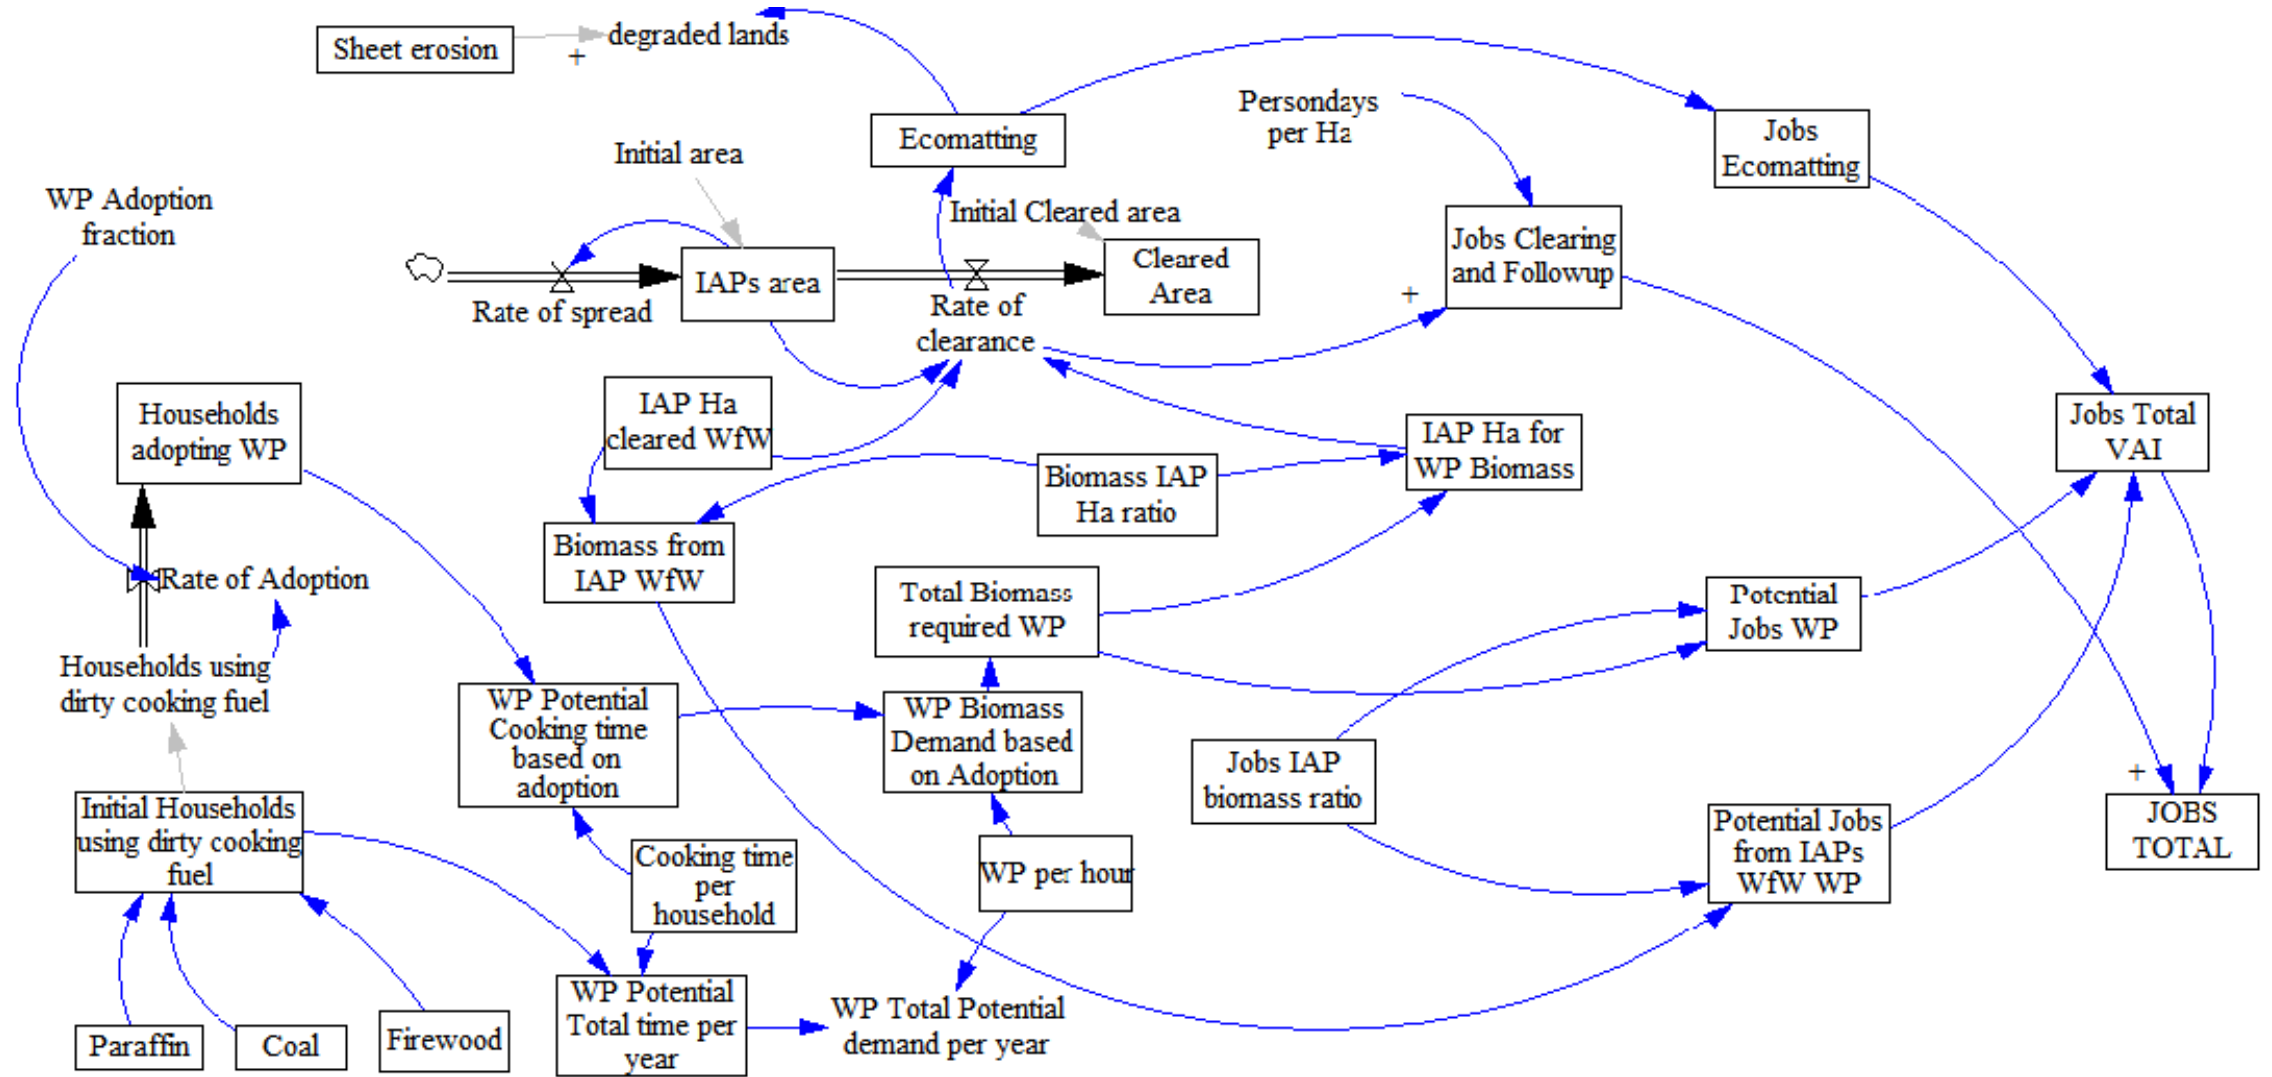 Sheet erosion
+
degraded lands
Ecomatting
Persondays
per Ha
Jobs
Ecomatting
Initial area
WP Adoption
fraction
Initial Cleared area
Jobs Clearing
and Followup
+
IAPs area
Cleared
Area
Rate of spread
Rate of
clearance
Households
adopting WP
IAP Ha
cleared WfW
IAP Ha for
WP Biomass
Jobs Total
VAI
Biomass IAP
Ha ratio
Biomass from
IAP WfW
Rate of Adoption
Total Biomass
required WP
Potential
Jobs WP
Households using
dirty cooking fuel
WP Potential
Cooking time
based on
adoption
WP Biomass
Demand based
on Adoption
Jobs IAP
biomass ratio
+
JOBS
TOTAL
Initial Households
using dirty cooking
fuel
Cooking time
per
household
WP per hour
Potential Jobs
from IAPs
WfW WP
WP Potential
Total time per
year
WP Total Potential
demand per year
Paraffin
Coal
Firewood